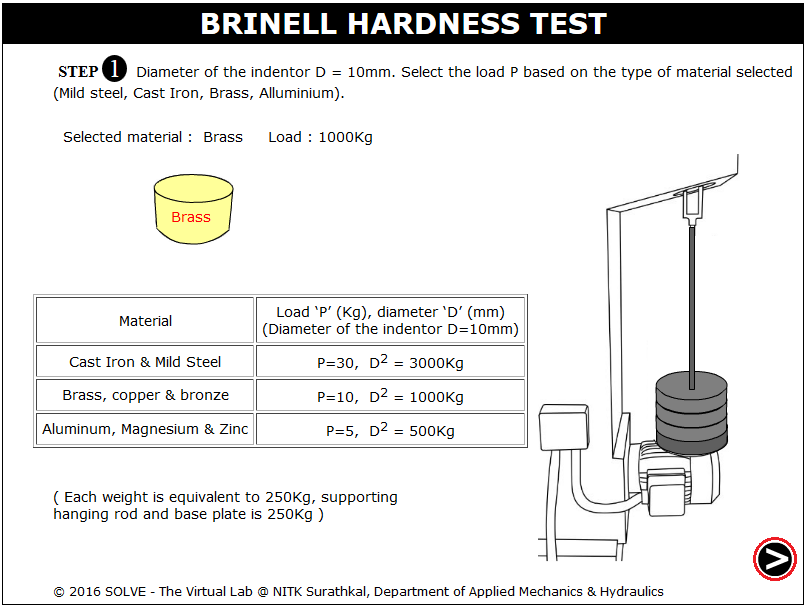 BRINELL HARDNESS TEST
STEP 1 Diameter of the indentor D = 10mm. Select the load P based on the type of material selected
(Mild steel, Cast Iron, Brass, Alluminium).
Selected material : Brass Load : 1000Kg
Brass
Material
Load ‘P’ (Kg), diameter ‘D’ (mm)
(Diameter of the indentor D=10mm)
Cast Iron & Mild Steel P=30, D² = 3000Kg
Brass, copper & bronze P=10, D² = 1000Kg
Aluminum, Magnesium & Zinc P=5, D² = 500Kg
( Each weight is equivalent to 250Kg, supporting
hanging rod and base plate is 250Kg )
© 2016 SOLVE - The Virtual Lab @ NITK Surathkal, Department of Applied Mechanics & Hydraulics